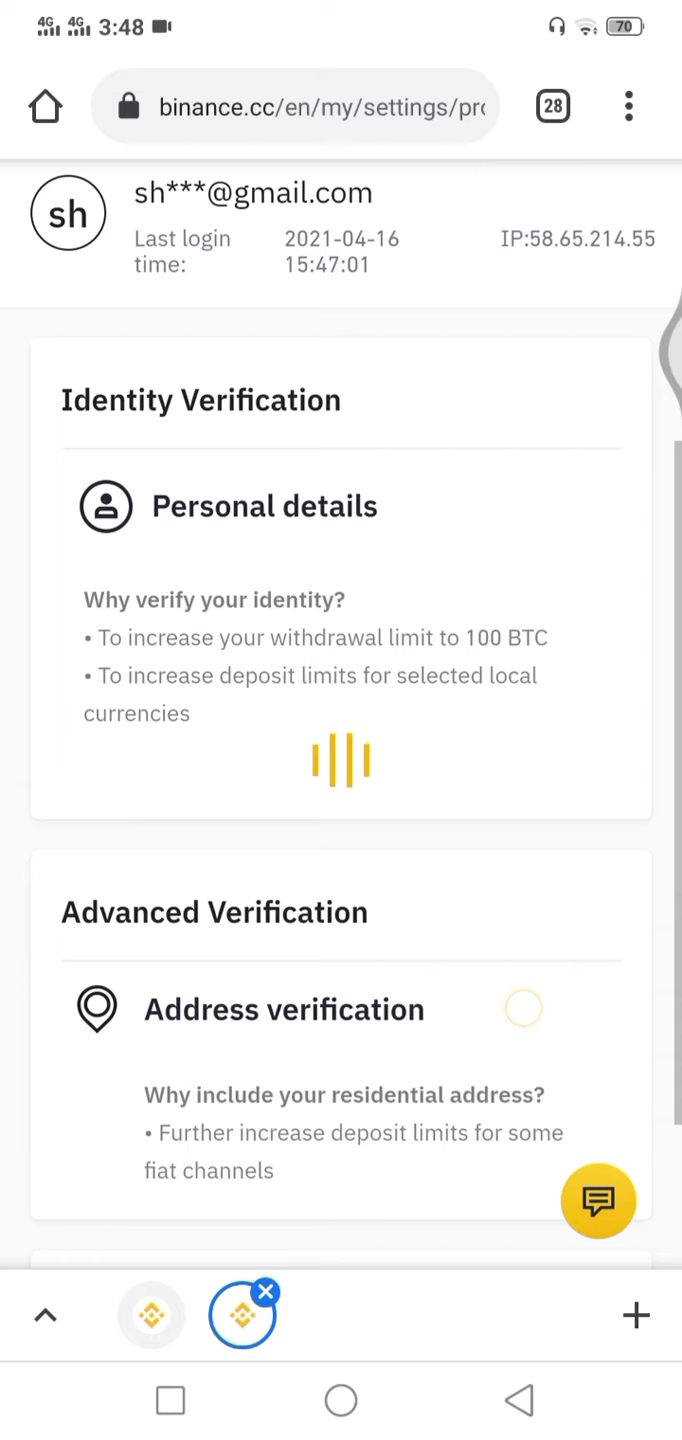 4G 4G 3:48 70
binance.cc/en/my/settings/pro 28
sh sh***@gmail.com
Last login time: 2021-04-16 15:47:01 IP:58.65.214.55
Identity Verification
Personal details
Why verify your identity?
• To increase your withdrawal limit to 100 BTC
• To increase deposit limits for selected local
currencies
Advanced Verification
Address verification
Why include your residential address?
• Further increase deposit limits for some
fiat channels